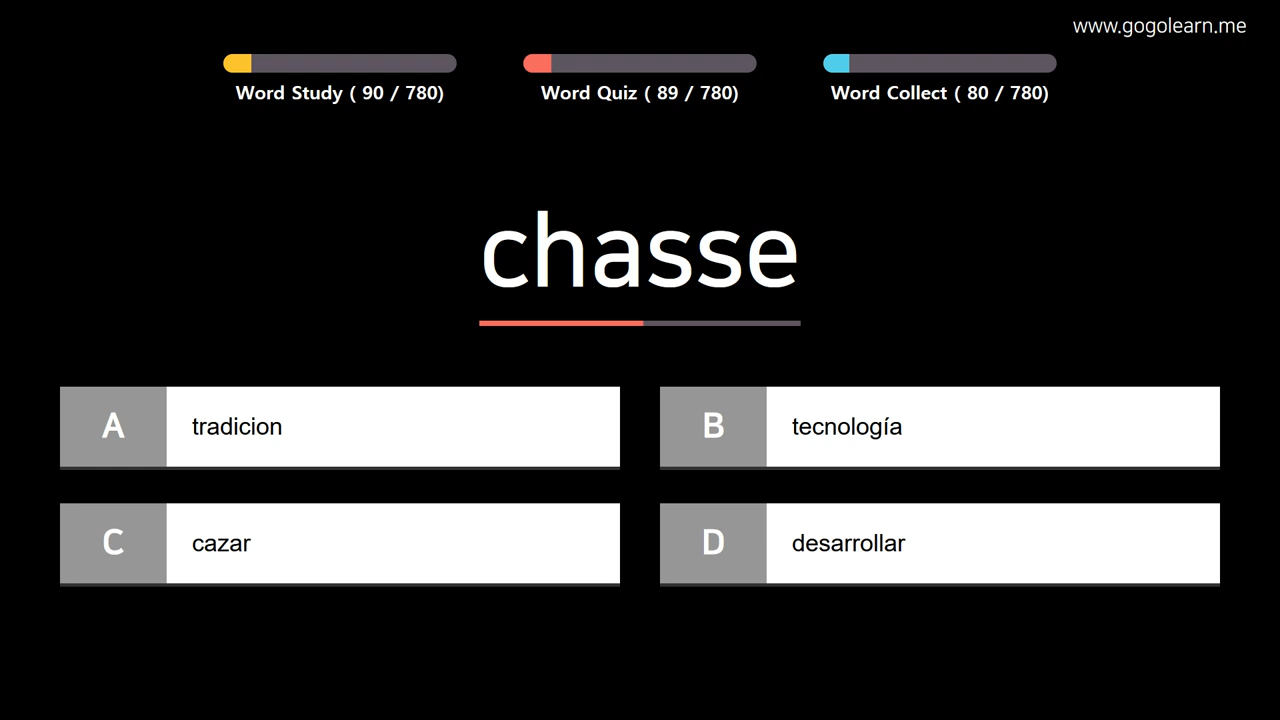 www.gogolearn.me
Word Study ( 90 / 780)
Word Quiz ( 89 / 780)
Word Collect ( 80 / 780)
chasse
A tradicion
B tecnología
C cazar
D desarrollar